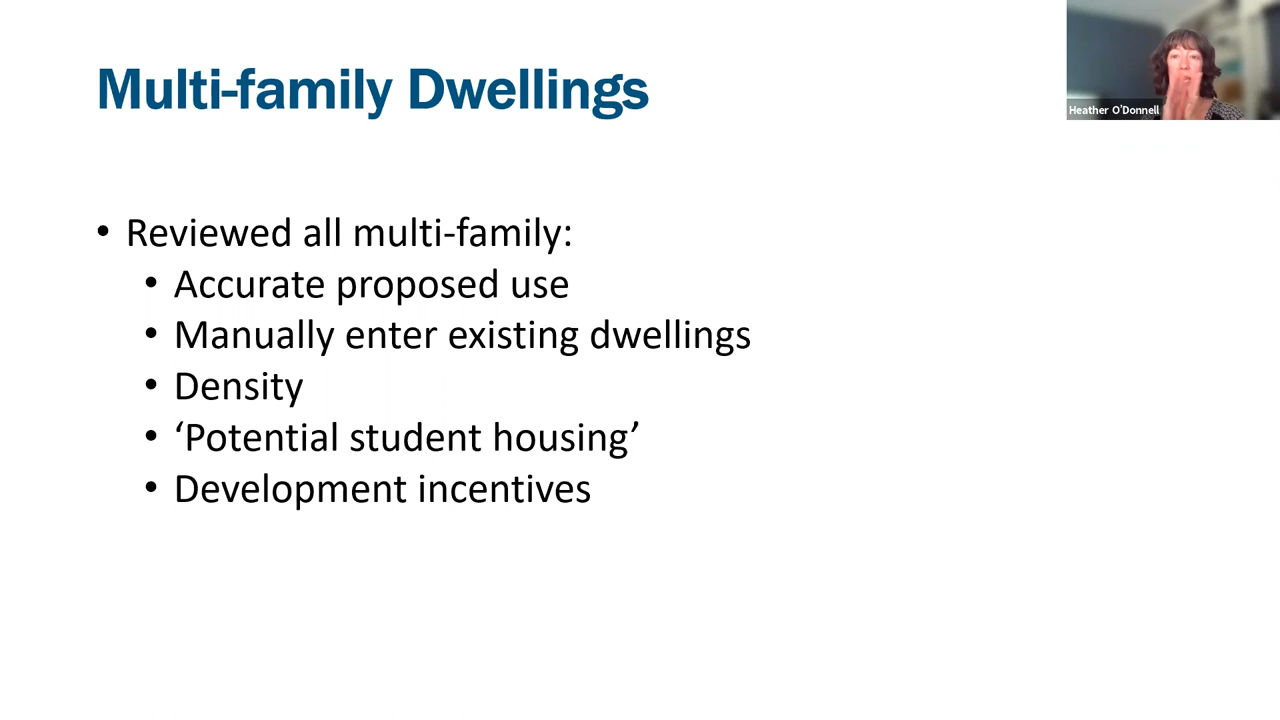 Multi-family Dwellings
Heather O'Donnell
• Reviewed all multi-family:
• Accurate proposed use
• Manually enter existing dwellings
• Density
• ‘Potential student housing’
• Development incentives